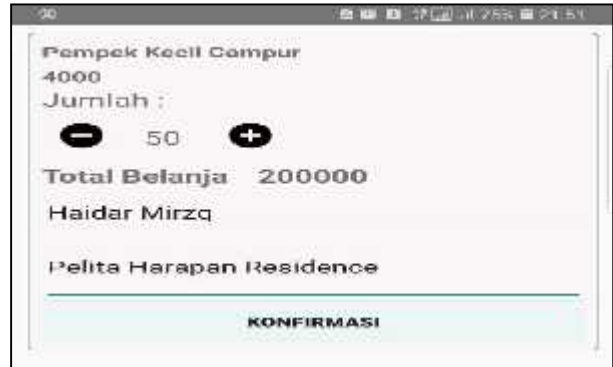 Pempek Kecil Campur
4000
Jumlah :
50
Total Belanja 200000
Haidar Mirzq
Pelita Harapan Residence
KONFIRMASI